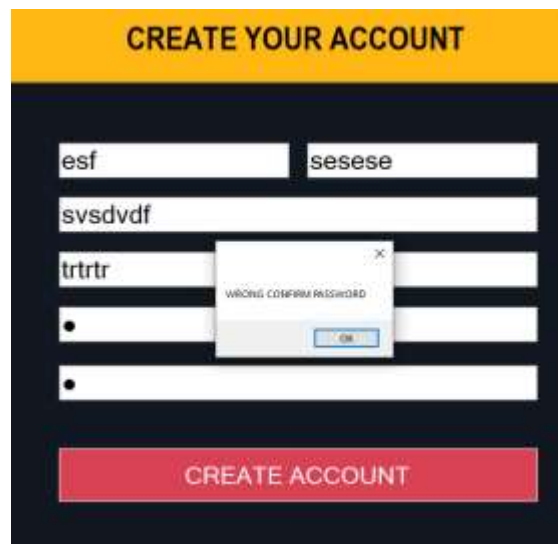 CREATE YOUR ACCOUNT
esf sesese
svsdvdf
trtrtr
WRONG CONFIRM PASSWORD
OK
CREATE ACCOUNT